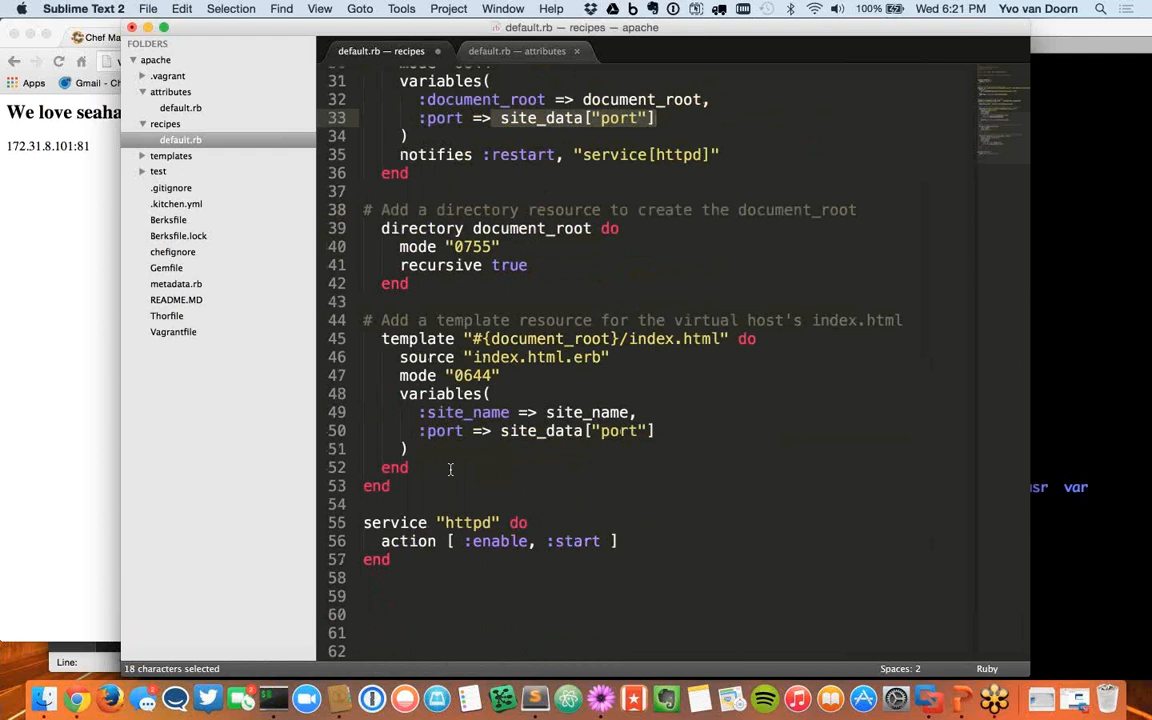 Sublime Text 2 File Edit Selection Find View Goto Tools Project Window Help 100% Wed 6:21 PM Yvo van Doorn
default.rb — recipes — apache
Chef Ma
Apps Gmail - Ch
We love seaha
172.31.8.101:81
Line:
FOLDERS
apache
.vagrant
attributes
default.rb
recipes
default.rb
templates
test
.gitignore
.kitchen.yml
Berksfile
Berksfile.lock
chefignore
Gemfile
metadata.rb
README.MD
Thorfile
Vagrantfile
default.rb — recipes
default.rb — attributes
31 variables(
32 :document_root => document_root,
33 :port => site_data["port"]
34 )
35 notifies :restart, "service[httpd]"
36 end
37
38 # Add a directory resource to create the document_root
39 directory document_root do
40 mode "0755"
41 recursive true
42 end
43
44 # Add a template resource for the virtual host's index.html
45 template "#{document_root}/index.html" do
46 source "index.html.erb"
47 mode "0644"
48 variables(
49 :site_name => site_name,
50 :port => site_data["port"]
51 )
52 end
53 end
54
55 service "httpd" do
56 action [ :enable, :start ]
57 end
58
59
60
61
62
usr var
18 characters selected
Spaces: 2 Ruby